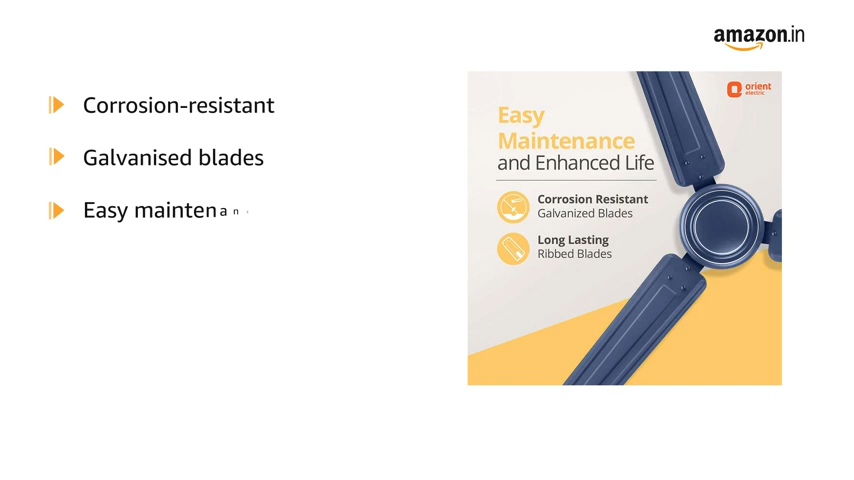 amazon.in
Corrosion-resistant
Galvanised blades
Easy maintenan
orient
electric
Easy
Maintenance
and Enhanced Life
Corrosion Resistant
Galvanized Blades
Long Lasting
Ribbed Blades